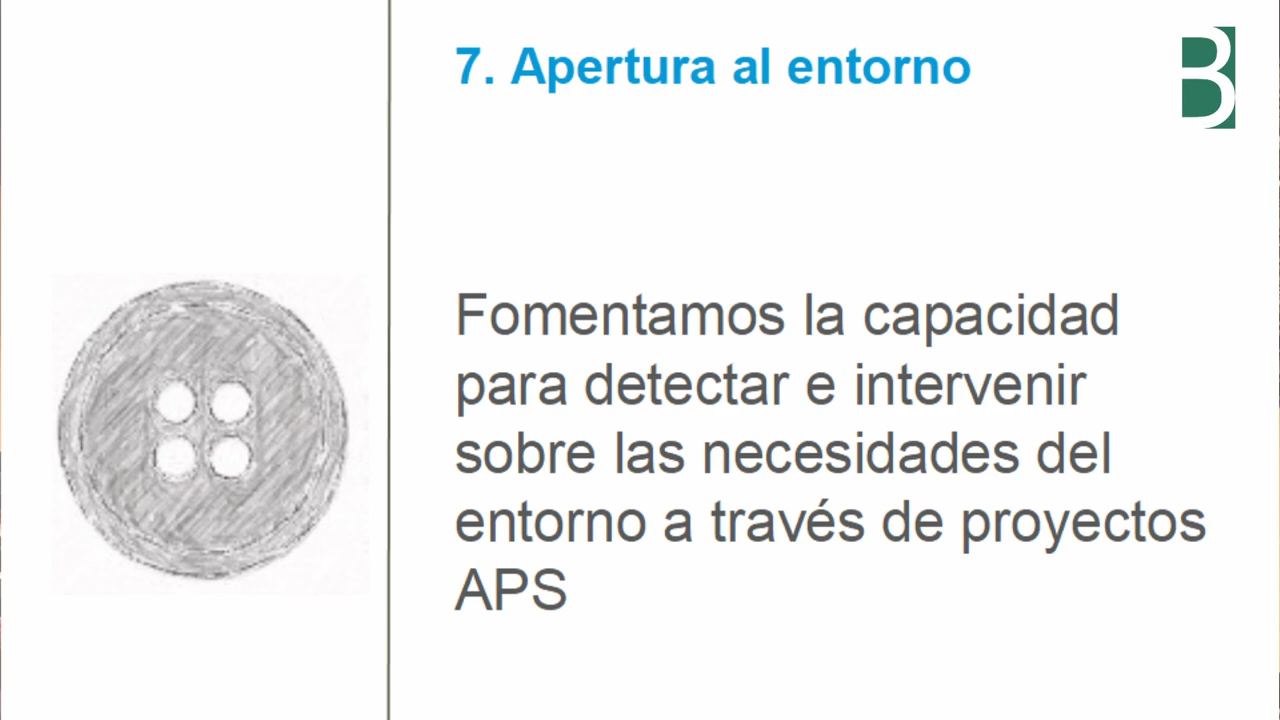 7. Apertura al entorno
B
Fomentamos la capacidad
para detectar e intervenir
sobre las necesidades del
entorno a través de proyectos
APS